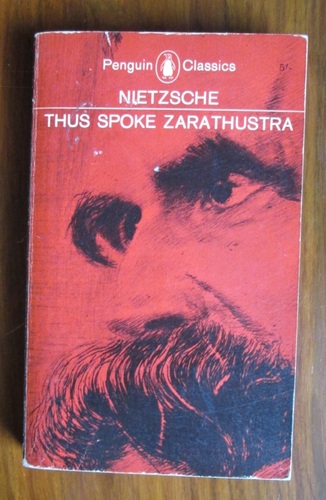 Penguin Classics 5/-
NIETZSCHE
THUS SPOKE ZARATHUSTRA